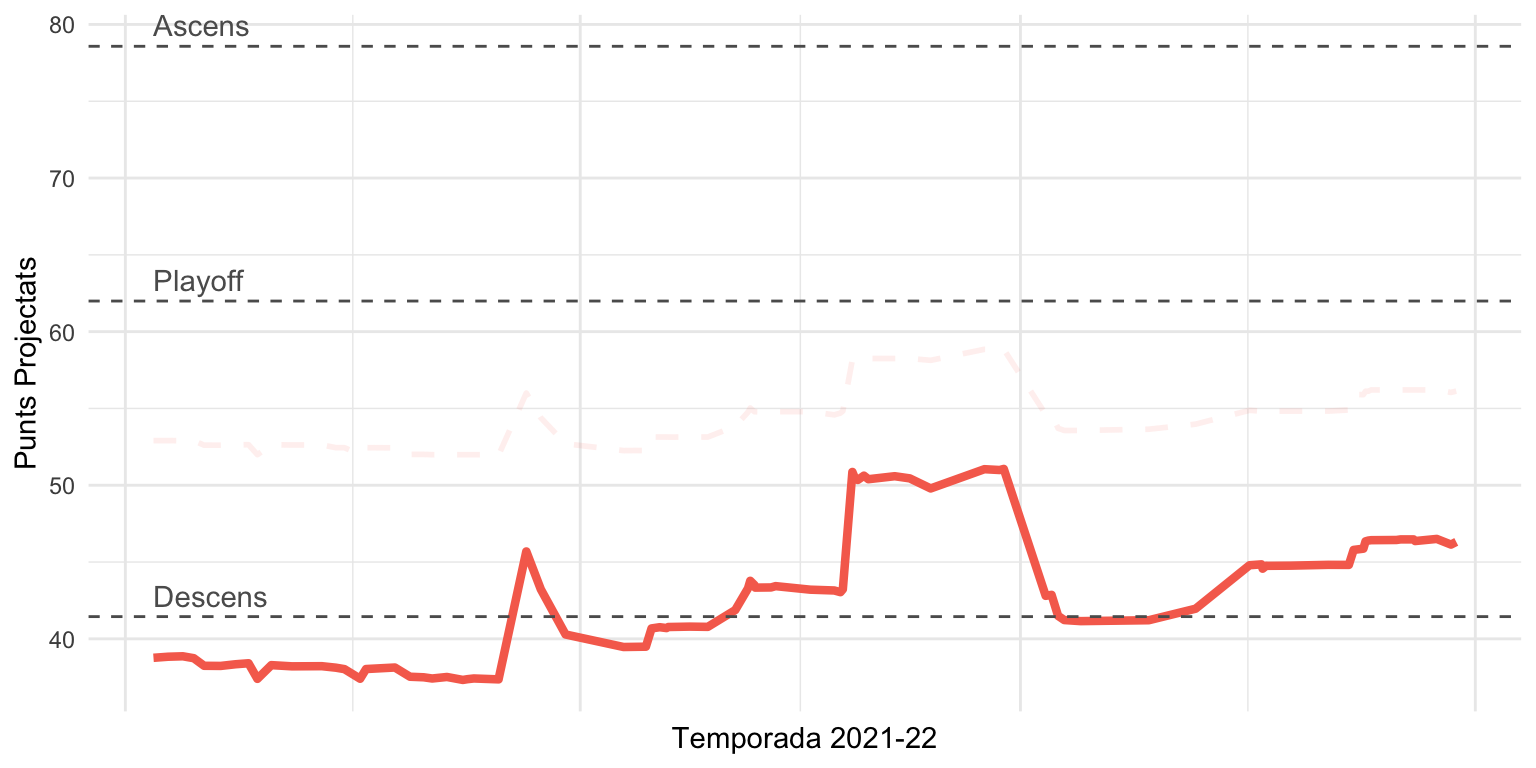 80
Ascens
70
Playoff
60
Punts Projectats
50
Descens
40
Temporada 2021-22